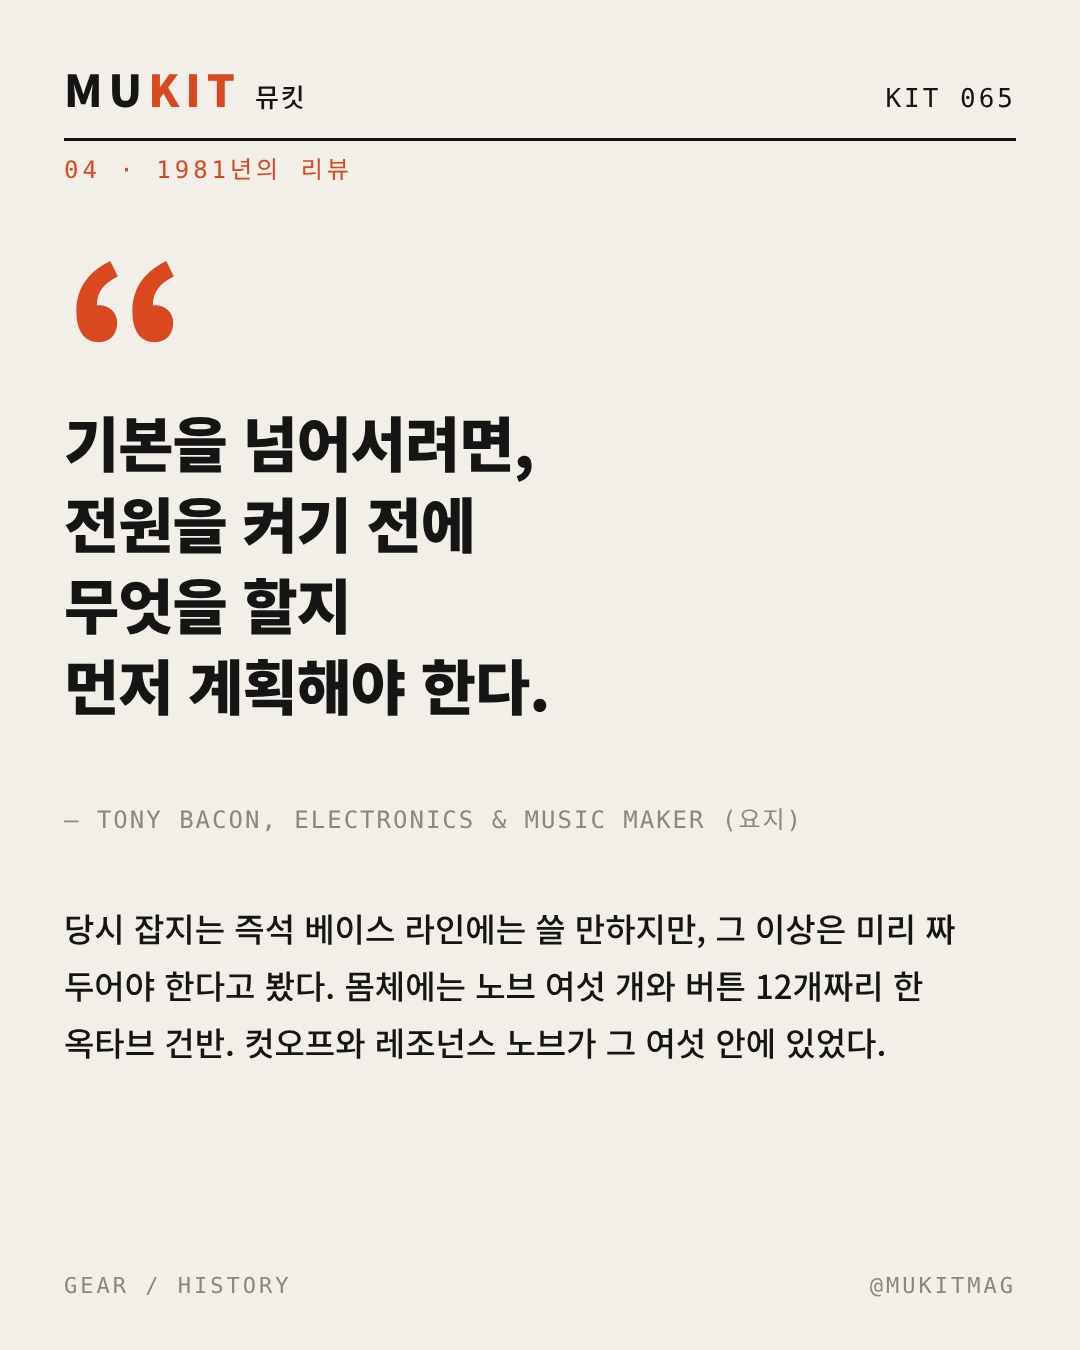 MUKIT 뮤킷
KIT 065
04 · 1981년의 리뷰
“
기본을 넘어서려면,
전원을 켜기 전에
무엇을 할지
먼저 계획해야 한다.
— TONY BACON, ELECTRONICS & MUSIC MAKER (요지)
당시 잡지는 즉석 베이스 라인에는 쓸 만하지만, 그 이상은 미리 짜
두어야 한다고 봤다. 몸체에는 노브 여섯 개와 버튼 12개짜리 한
옥타브 건반. 컷오프와 레조넌스 노브가 그 여섯 안에 있었다.
GEAR / HISTORY
@MUKITMAG